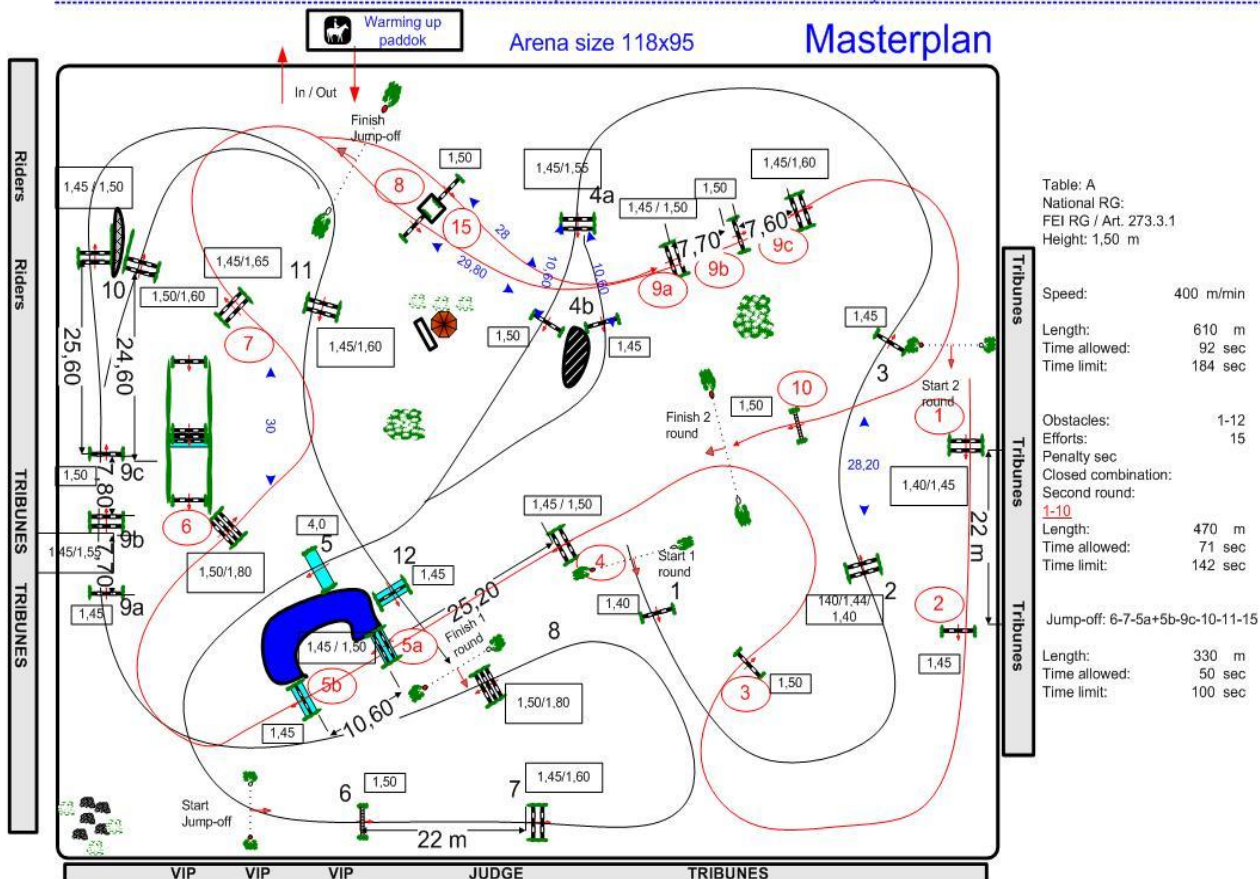 Warming up
paddok
Arena size 118x95
Masterplan
In / Out
Finish
Jump-off
Riders
Riders
TRIBUNES
TRIBUNES
1,45 / 1,50
10
1,50/1,60
1,45/1,65
11
7
1,45/1,60
25,60
24,60
30
8
1,50
15
28
29,80
1,45/1,55
4a
10,60
10,60
4b
1,50
1,45
1,45 / 1,50
1,50
1,45/1,60
7,70
7,60
9a
9b
9c
1,45
3
Start 2
round
1
Finish 2
round
1,50
10
28,20
1,40/1,45
22 m
2
1,45
1,50
9c
7,80
9b
1,45/1,55
7,70
9a
1,45
6
1,50/1,80
4,0
5
12
1,45
1,45 / 1,50
4
Start 1
round
1
1,40
2
140/1,44/
1,40
25,20
Finish 1
round
8
1,45 / 1,50
5a
5b
1,45
10,60
1,50/1,80
3
1,50
Start
Jump-off
6
1,50
7
1,45/1,60
22 m
VIP VIP VIP JUDGE TRIBUNES
Tribunes
Tribunes
Tribunes
Table: A
National RG:
FEI RG / Art. 273.3.1
Height: 1,50 m
Speed: 400 m/min
Length: 610 m
Time allowed: 92 sec
Time limit: 184 sec
Obstacles: 1-12
Efforts: 15
Penalty sec
Closed combination:
Second round:
1-10
Length: 470 m
Time allowed: 71 sec
Time limit: 142 sec
Jump-off: 6-7-5a+5b-9c-10-11-15
Length: 330 m
Time allowed: 50 sec
Time limit: 100 sec